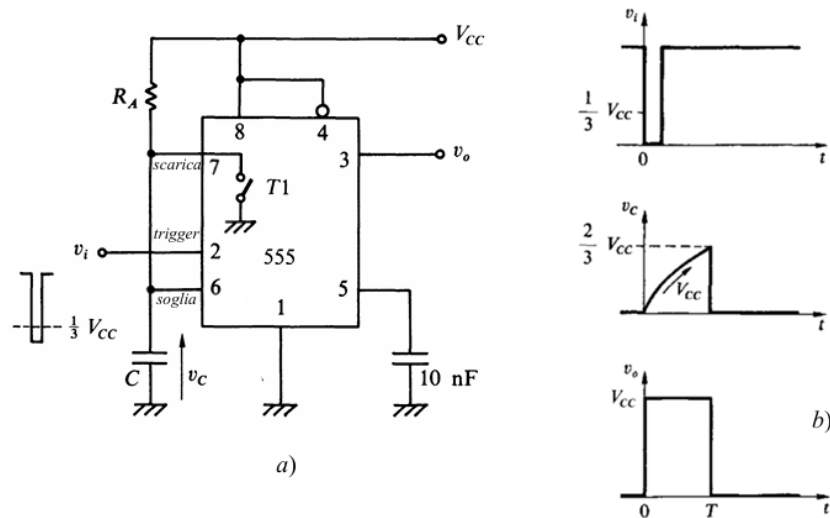 V_CC
R_A
8
4
scarica
7
3
v_o
T1
trigger
v_i
2
555
6
5
soglia
1
1/3 V_CC
C
v_C
10 nF
a)
v_i
1/3 V_CC
0
t
v_C
2/3 V_CC
V_CC
t
v_o
V_CC
b)
0
T
t